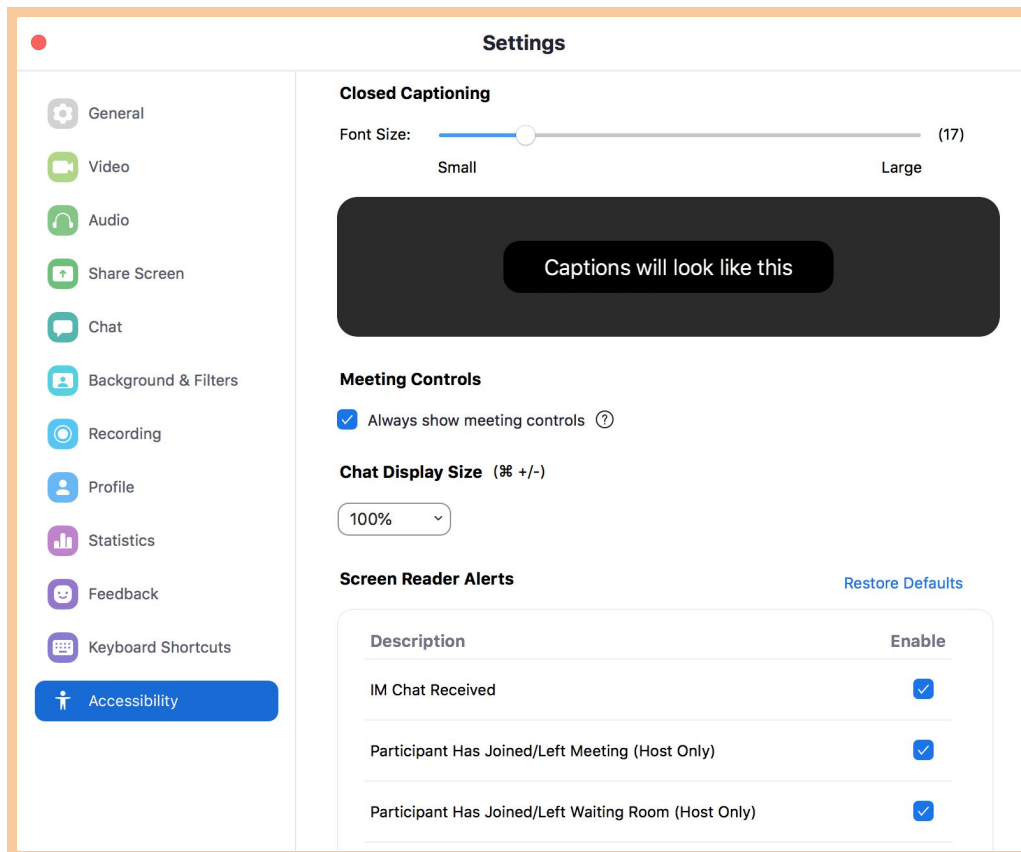 Settings
General
Video
Audio
Share Screen
Chat
Background & Filters
Recording
Profile
Statistics
Feedback
Keyboard Shortcuts
Accessibility
Closed Captioning
Font Size: (17)
Small Large
Captions will look like this
Meeting Controls
Always show meeting controls ?
Chat Display Size (⌘ +/-)
100%
Screen Reader Alerts
Restore Defaults
Description Enable
IM Chat Received
Participant Has Joined/Left Meeting (Host Only)
Participant Has Joined/Left Waiting Room (Host Only)